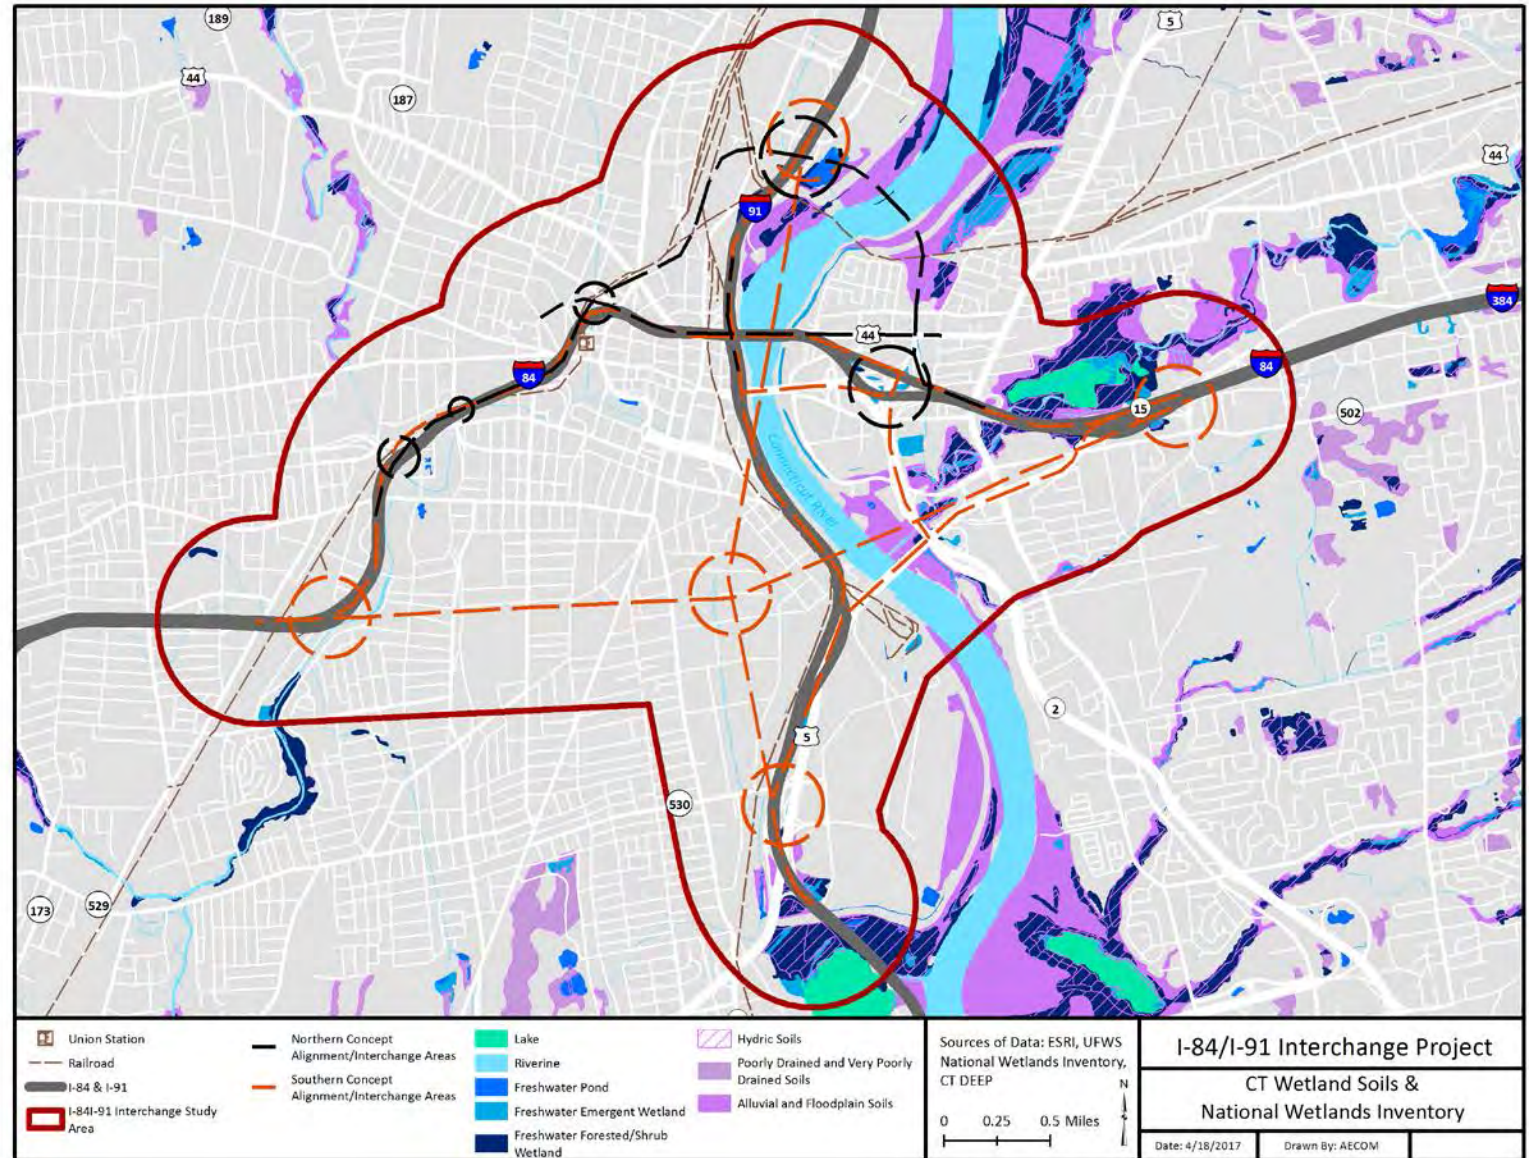 189
5
44
187
44
91
384
44
84
84
15
502
Connecticut River
2
5
530
529
173
Union Station
Railroad
I-84 & I-91
I-84I-91 Interchange Study
Area
Northern Concept
Alignment/Interchange Areas
Southern Concept
Alignment/Interchange Areas
Lake
Riverine
Freshwater Pond
Freshwater Emergent Wetland
Freshwater Forested/Shrub
Wetland
Hydric Soils
Poorly Drained and Very Poorly
Drained Soils
Alluvial and Floodplain Soils
Sources of Data: ESRI, UFWS
National Wetlands Inventory,
CT DEEP
N
0 0.25 0.5 Miles
I-84/I-91 Interchange Project
CT Wetland Soils &
National Wetlands Inventory
Date: 4/18/2017
Drawn By: AECOM